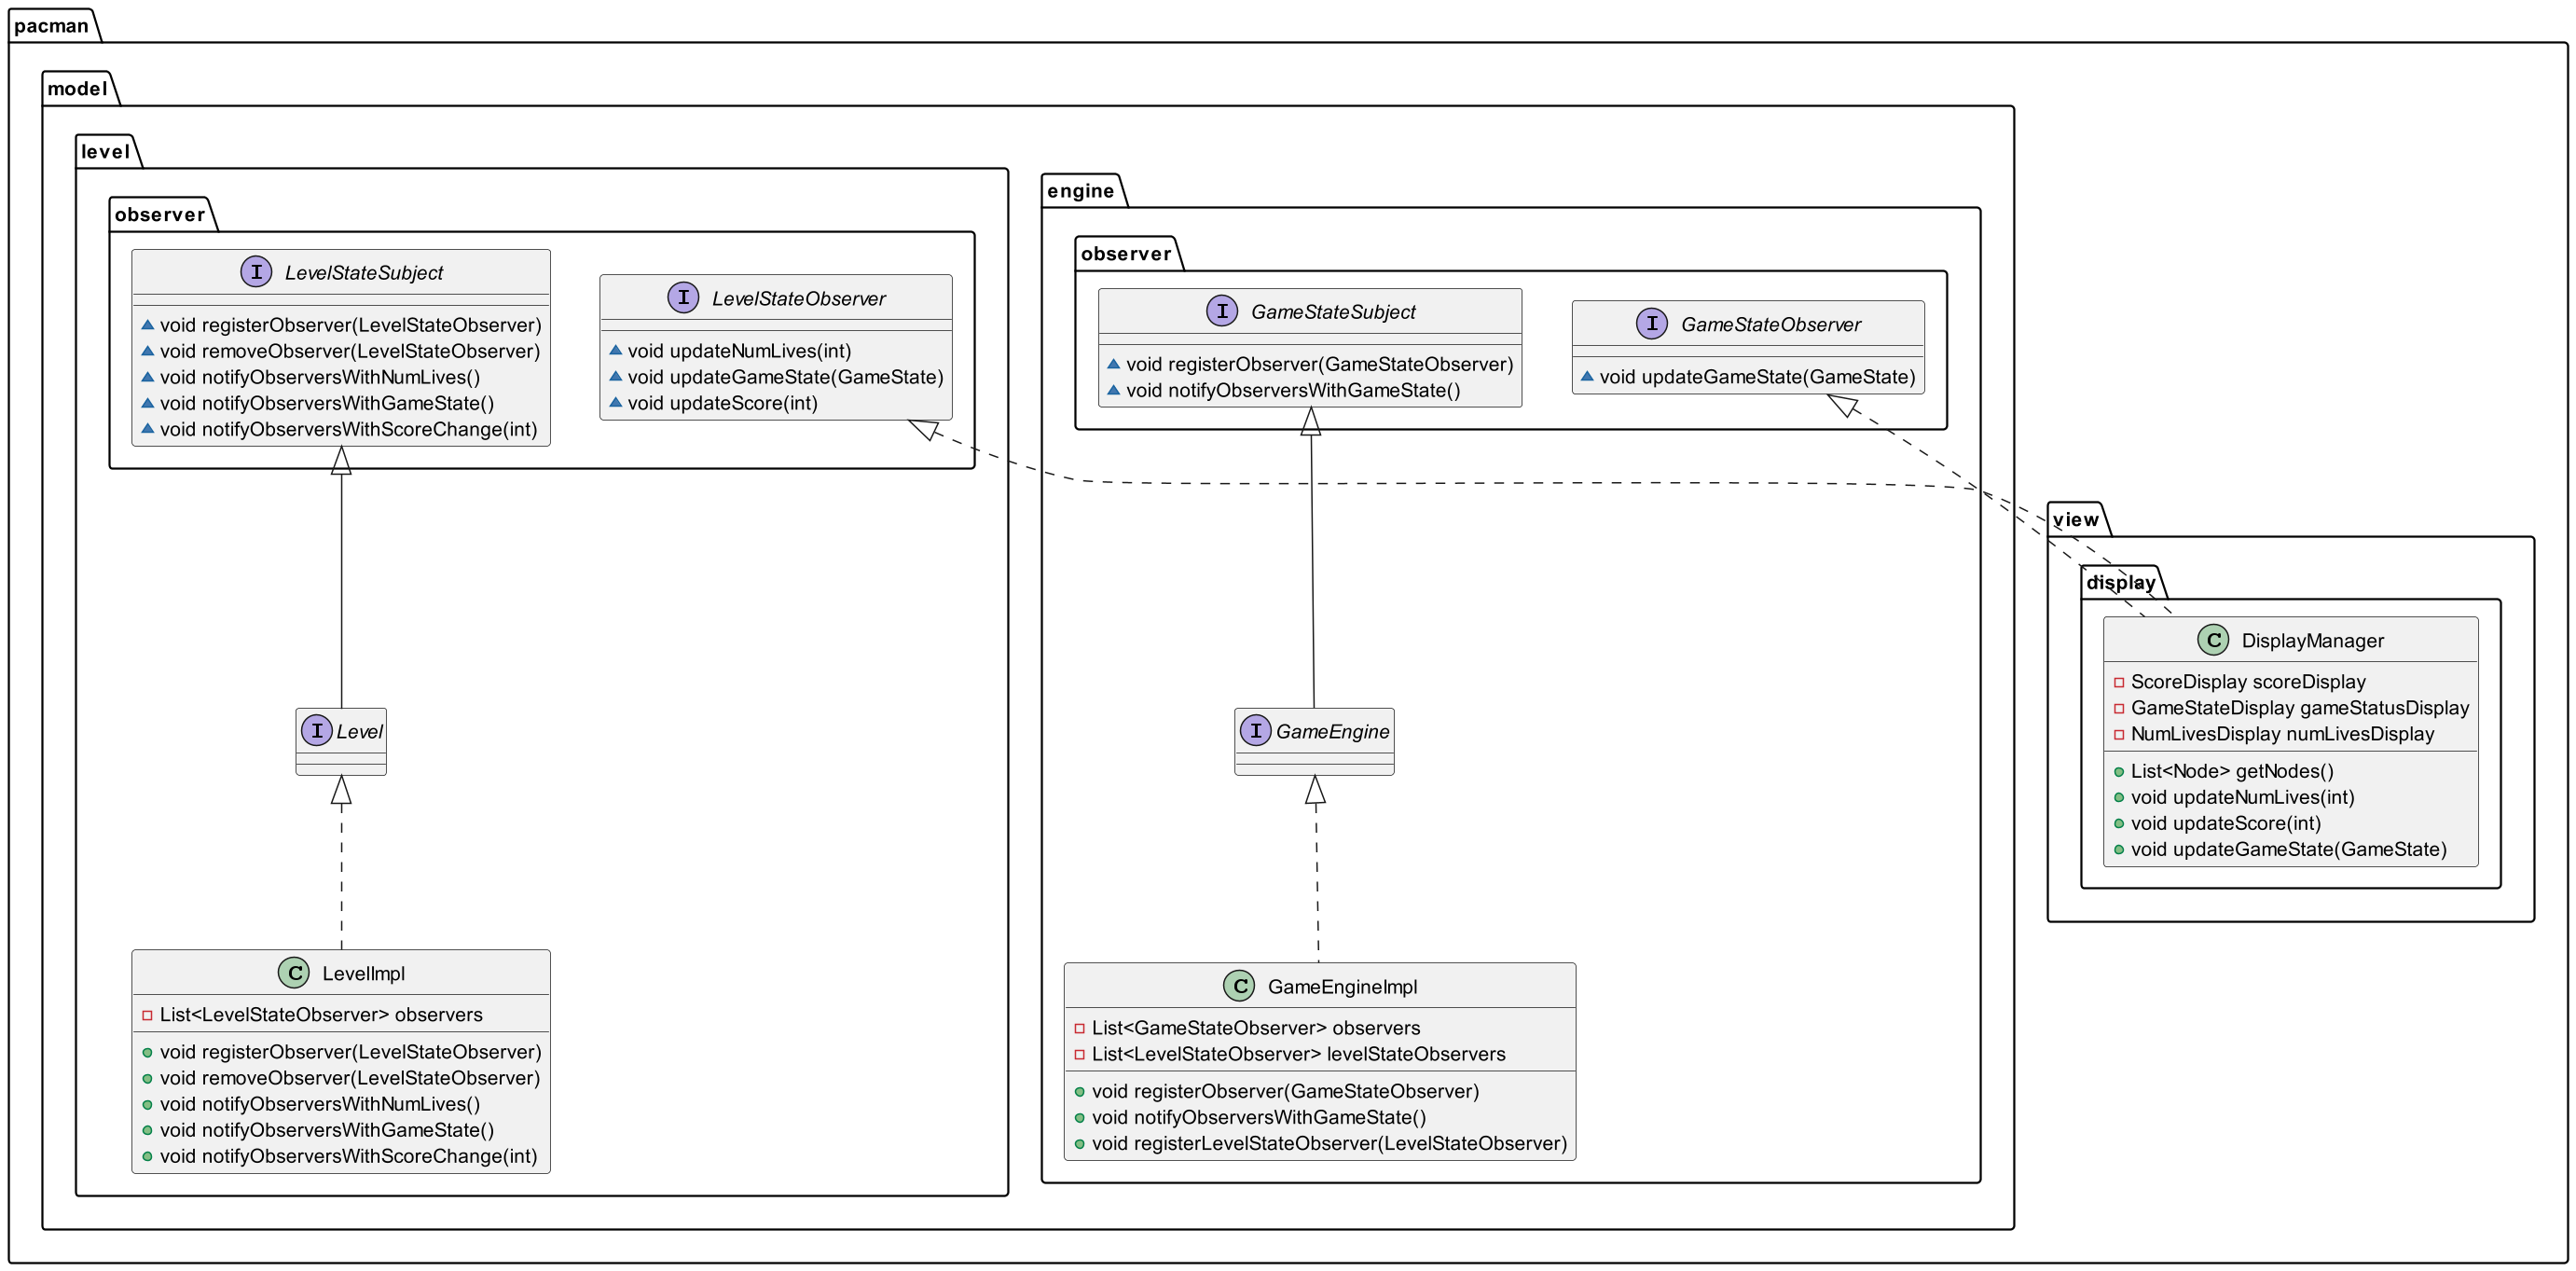 pacman
model
level
observer
I LevelStateSubject
void registerObserver(LevelStateObserver)
void removeObserver(LevelStateObserver)
void notifyObserversWithNumLives()
void notifyObserversWithGameState()
void notifyObserversWithScoreChange(int)
I LevelStateObserver
void updateNumLives(int)
void updateGameState(GameState)
void updateScore(int)
I Level
C LevelImpl
List<LevelStateObserver> observers
void registerObserver(LevelStateObserver)
void removeObserver(LevelStateObserver)
void notifyObserversWithNumLives()
void notifyObserversWithGameState()
void notifyObserversWithScoreChange(int)
engine
observer
I GameStateSubject
void registerObserver(GameStateObserver)
void notifyObserversWithGameState()
I GameStateObserver
void updateGameState(GameState)
I GameEngine
C GameEngineImpl
List<GameStateObserver> observers
List<LevelStateObserver> levelStateObservers
void registerObserver(GameStateObserver)
void notifyObserversWithGameState()
void registerLevelStateObserver(LevelStateObserver)
view
display
C DisplayManager
ScoreDisplay scoreDisplay
GameStateDisplay gameStatusDisplay
NumLivesDisplay numLivesDisplay
List<Node> getNodes()
void updateNumLives(int)
void updateScore(int)
void updateGameState(GameState)